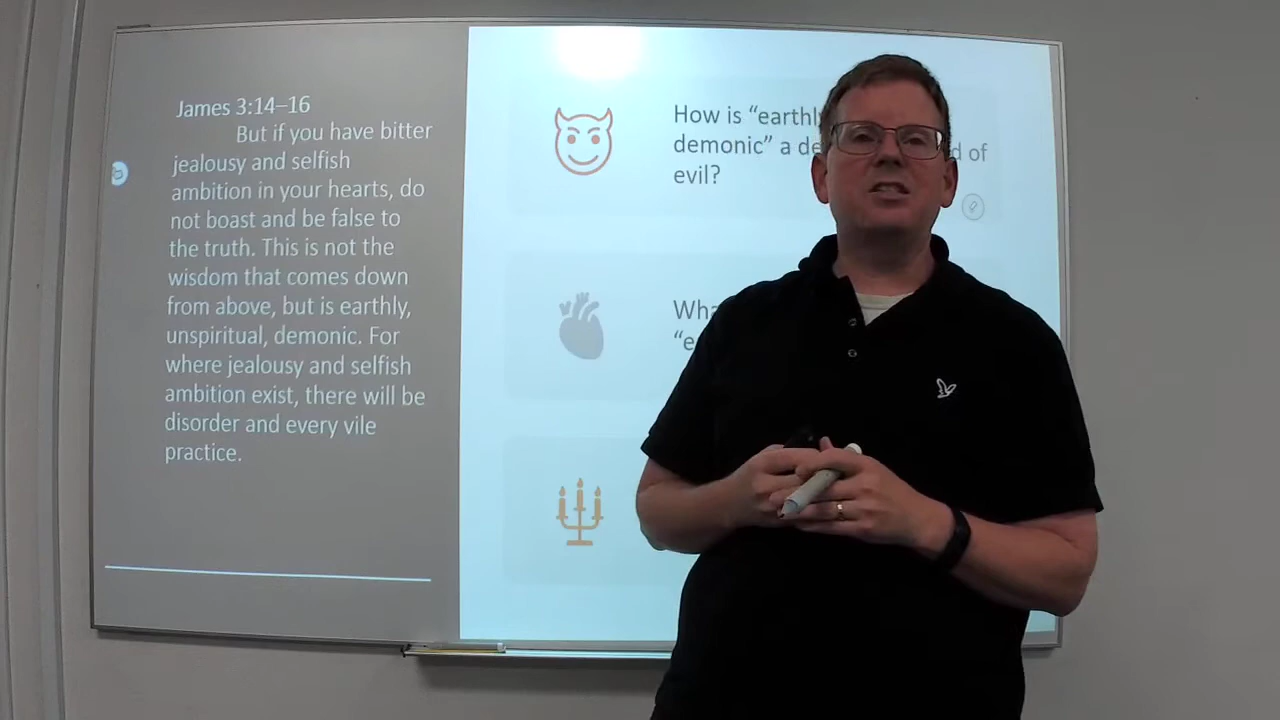 James 3:14–16
But if you have bitter
jealousy and selfish
ambition in your hearts, do
not boast and be false to
the truth. This is not the
wisdom that comes down
from above, but is earthly,
unspiritual, demonic. For
where jealousy and selfish
ambition exist, there will be
disorder and every vile
practice.
How is “earthly
demonic” a of
evil?